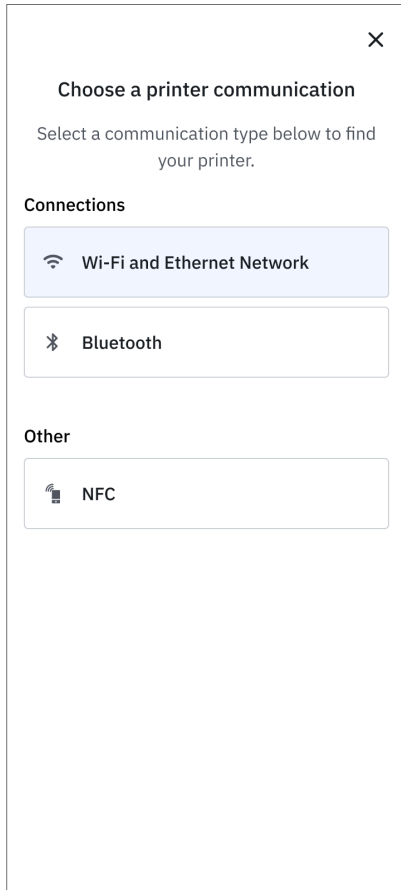 Choose a printer communication
Select a communication type below to find
your printer.
Connections
Wi-Fi and Ethernet Network
Bluetooth
Other
NFC